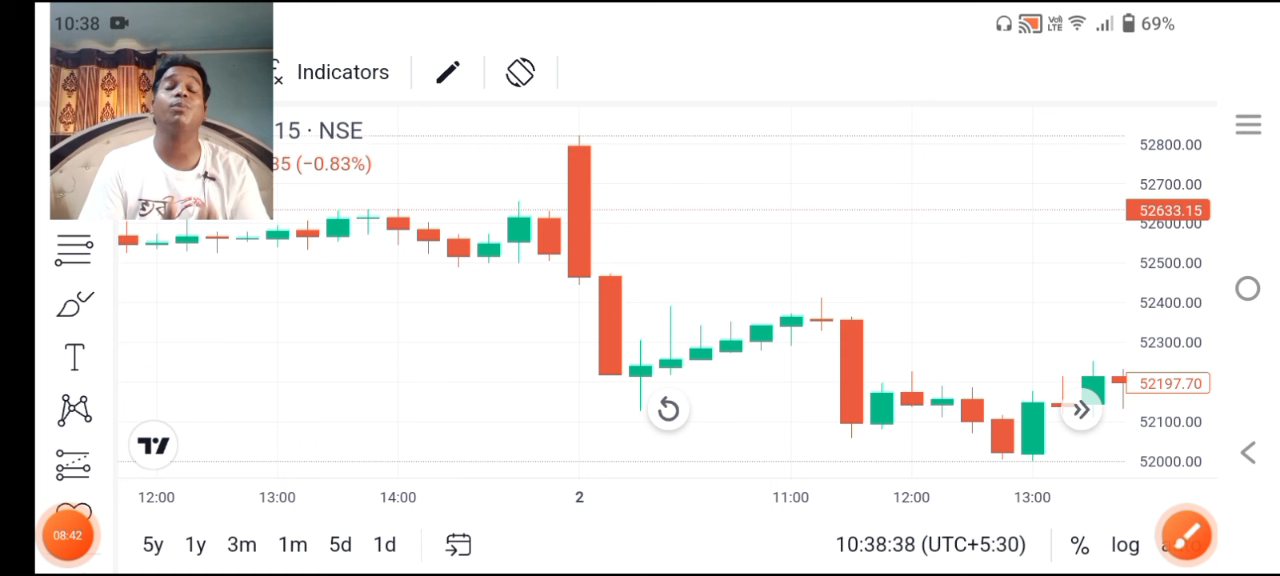 10:38
Vo)
LTE
69%
Indicators
15 · NSE
35 (−0.83%)
52800.00
52700.00
52633.15
52600.00
52500.00
52400.00
52300.00
52197.70
52100.00
52000.00
12:00 13:00 14:00 2 11:00 12:00 13:00
08:42
5y 1y 3m 1m 5d 1d
10:38:38 (UTC+5:30)
% log